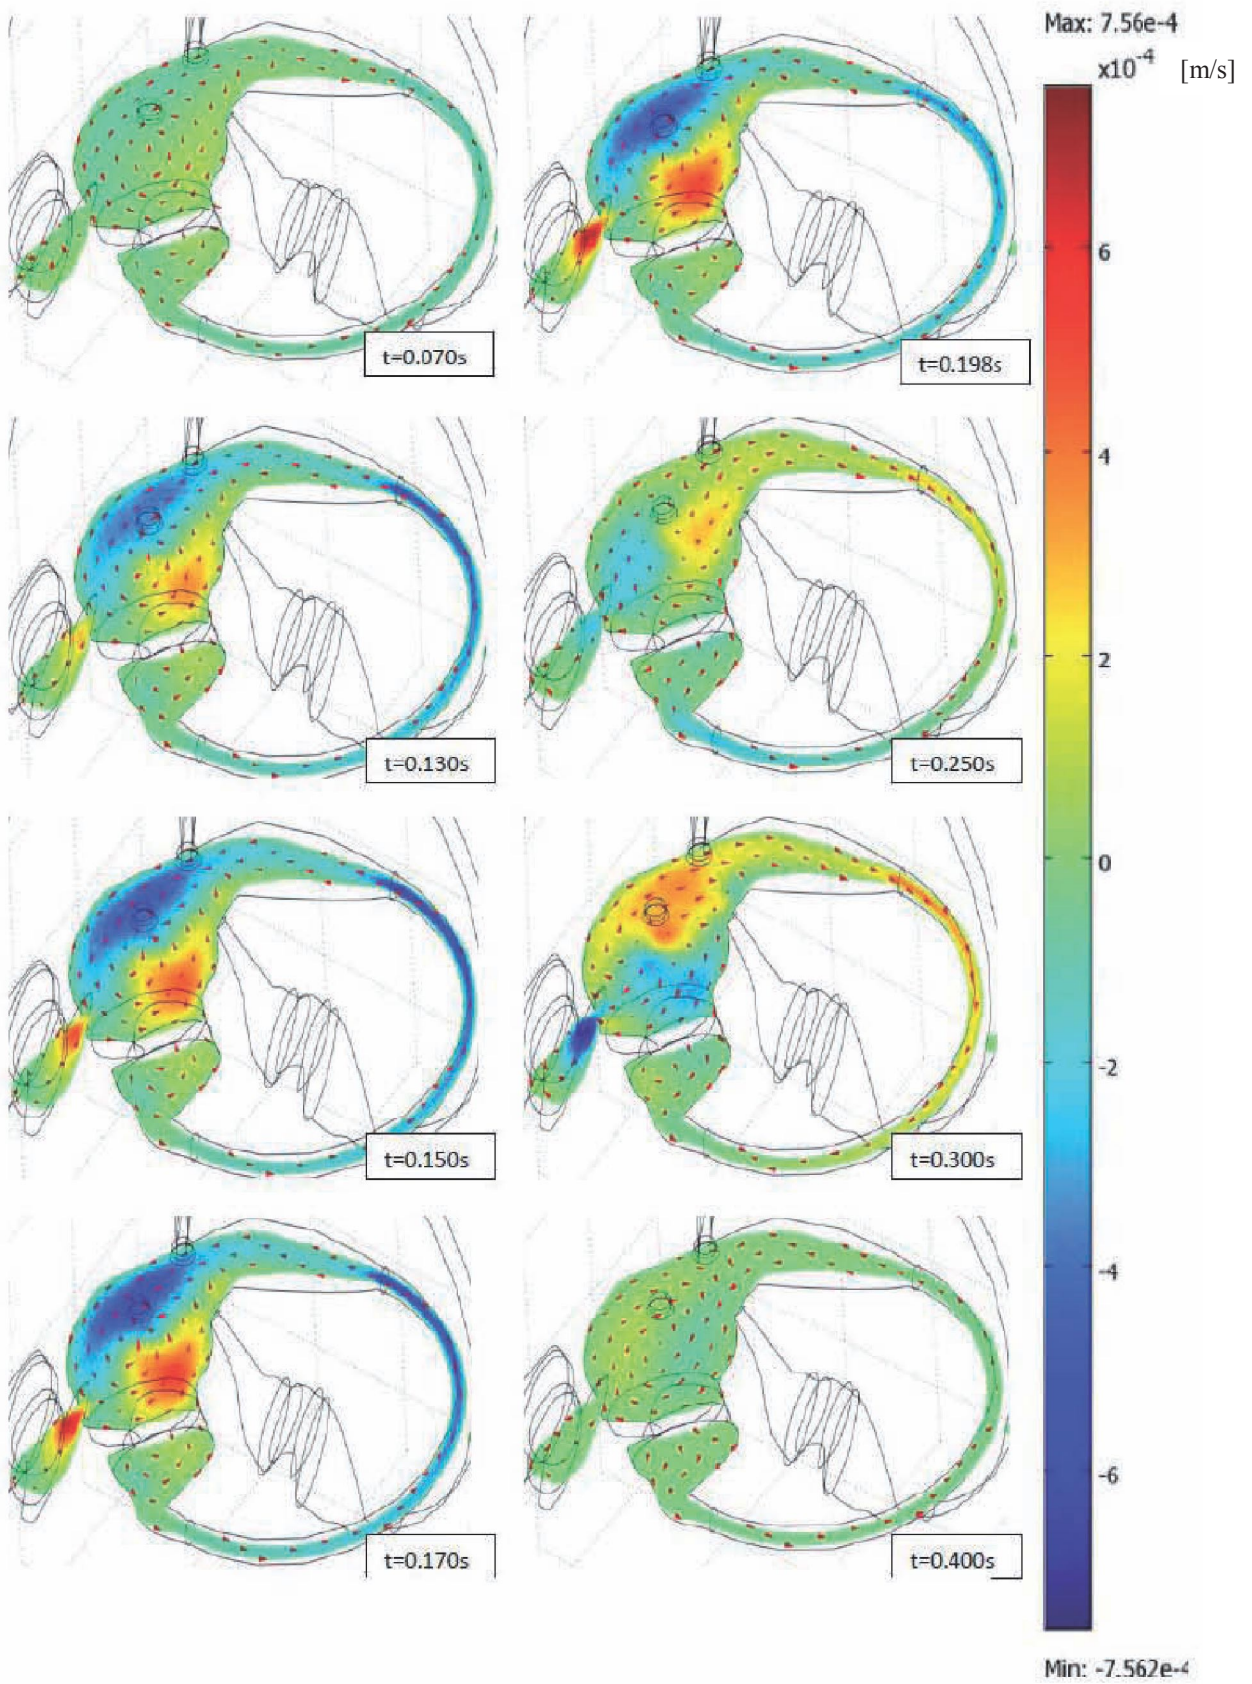 Max: 7.56e-4
x10-4 [m/s]
6
4
2
0
-2
-4
-6
Min: -7.562e-4
t=0.070s
t=0.198s
t=0.130s
t=0.250s
t=0.150s
t=0.300s
t=0.170s
t=0.400s